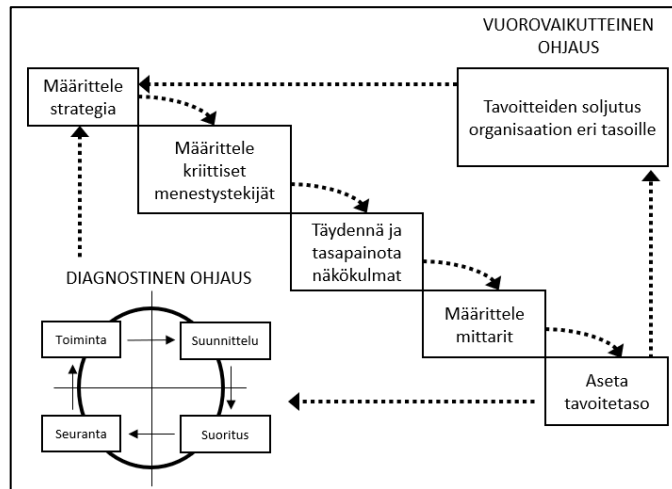 VUOROVAIKUTTEINEN
OHJAUS
Määrittele
strategia
Tavoitteiden soljutus
organisaation eri tasoille
Määrittele
kriittiset
menestystekijät
Täydennä ja
tasapainota
näkökulmat
Määrittele
mittarit
Aseta
tavoitetaso
DIAGNOSTINEN OHJAUS
Toiminta
Suunnittelu
Seuranta
Suoritus